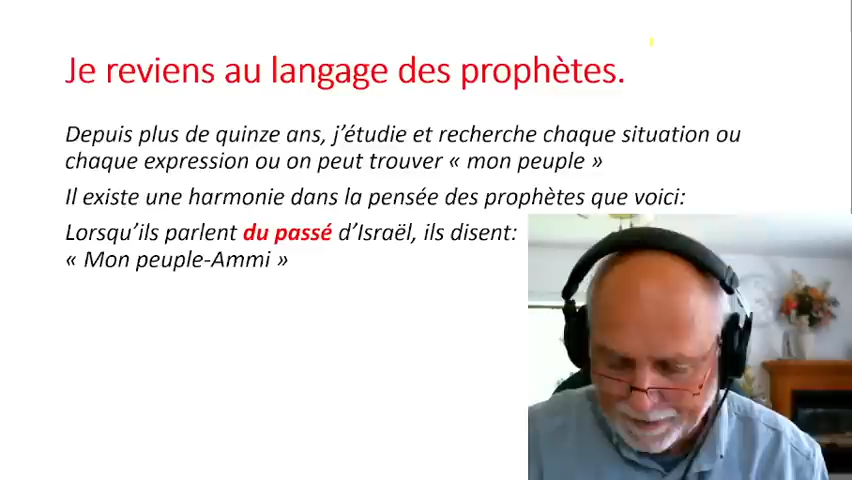 Je reviens au langage des prophètes.
Depuis plus de quinze ans, j’étudie et recherche chaque situation ou
chaque expression ou on peut trouver « mon peuple »
Il existe une harmonie dans la pensée des prophètes que voici:
Lorsqu’ils parlent du passé d’Israël, ils disent:
« Mon peuple-Ammi »